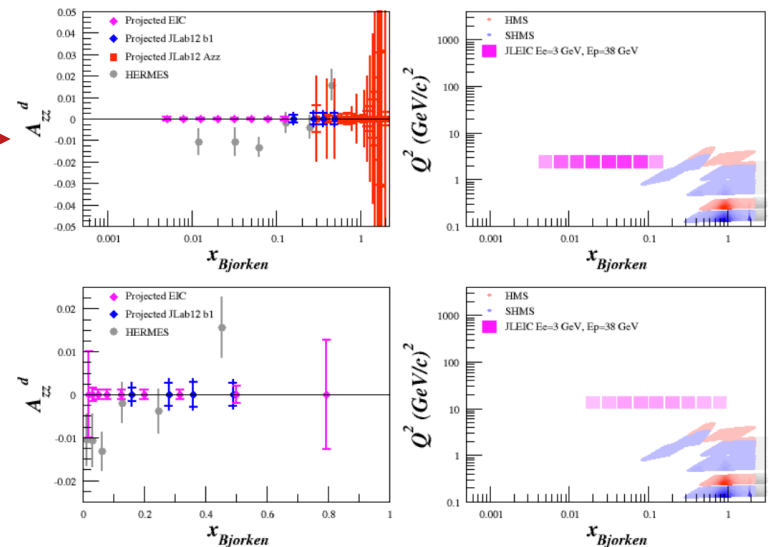 Projected EIC
Projected JLab12 b1
Projected JLab12 Azz
HERMES
0.05
0.04
0.03
0.02
0.01
0
-0.01
-0.02
-0.03
-0.04
-0.05
0.001 0.01 0.1 1
A_zz^d
x_Bjorken
HMS
SHMS
JLEIC Ee=3 GeV, Ep=38 GeV
1000
100
10
1
0.1
0.001 0.01 0.1 1
Q² (GeV/c)²
x_Bjorken
Projected EIC
Projected JLab12 b1
HERMES
0.02
0.01
0
-0.01
-0.02
0 0.2 0.4 0.6 0.8 1
A_zz^d
x_Bjorken
HMS
SHMS
JLEIC Ee=3 GeV, Ep=38 GeV
1000
100
10
1
0.1
0.001 0.01 0.1 1
Q² (GeV/c)²
x_Bjorken